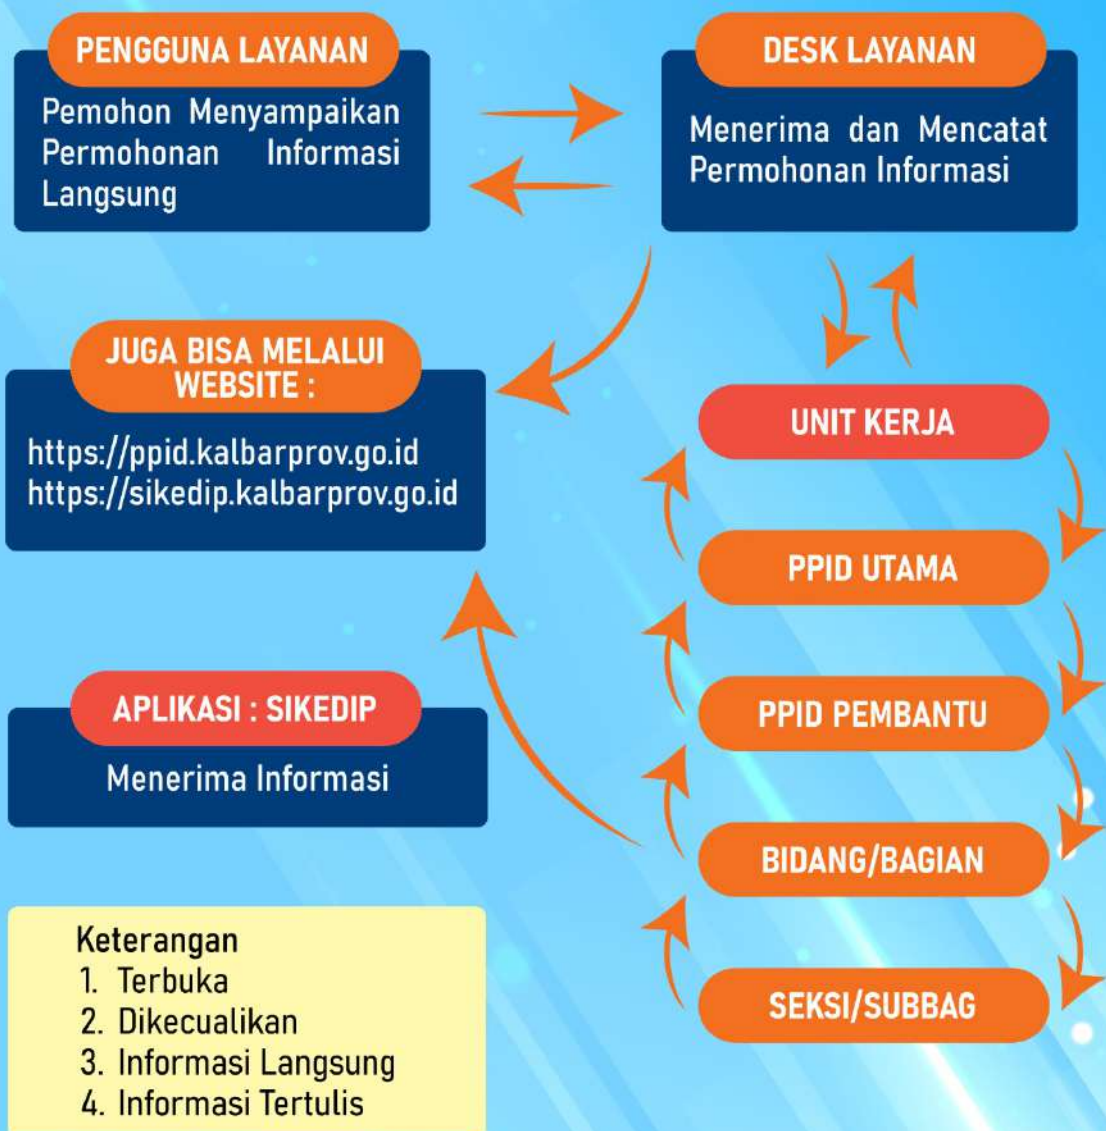 PENGGUNA LAYANAN
Pemohon Menyampaikan
Permohonan Informasi
Langsung
DESK LAYANAN
Menerima dan Mencatat
Permohonan Informasi
JUGA BISA MELALUI
WEBSITE :
https://ppid.kalbarprov.go.id
https://sikedip.kalbarprov.go.id
UNIT KERJA
PPID UTAMA
PPID PEMBANTU
BIDANG/BAGIAN
SEKSI/SUBBAG
APLIKASI : SIKEDIP
Menerima Informasi
Keterangan
1. Terbuka
2. Dikecualikan
3. Informasi Langsung
4. Informasi Tertulis